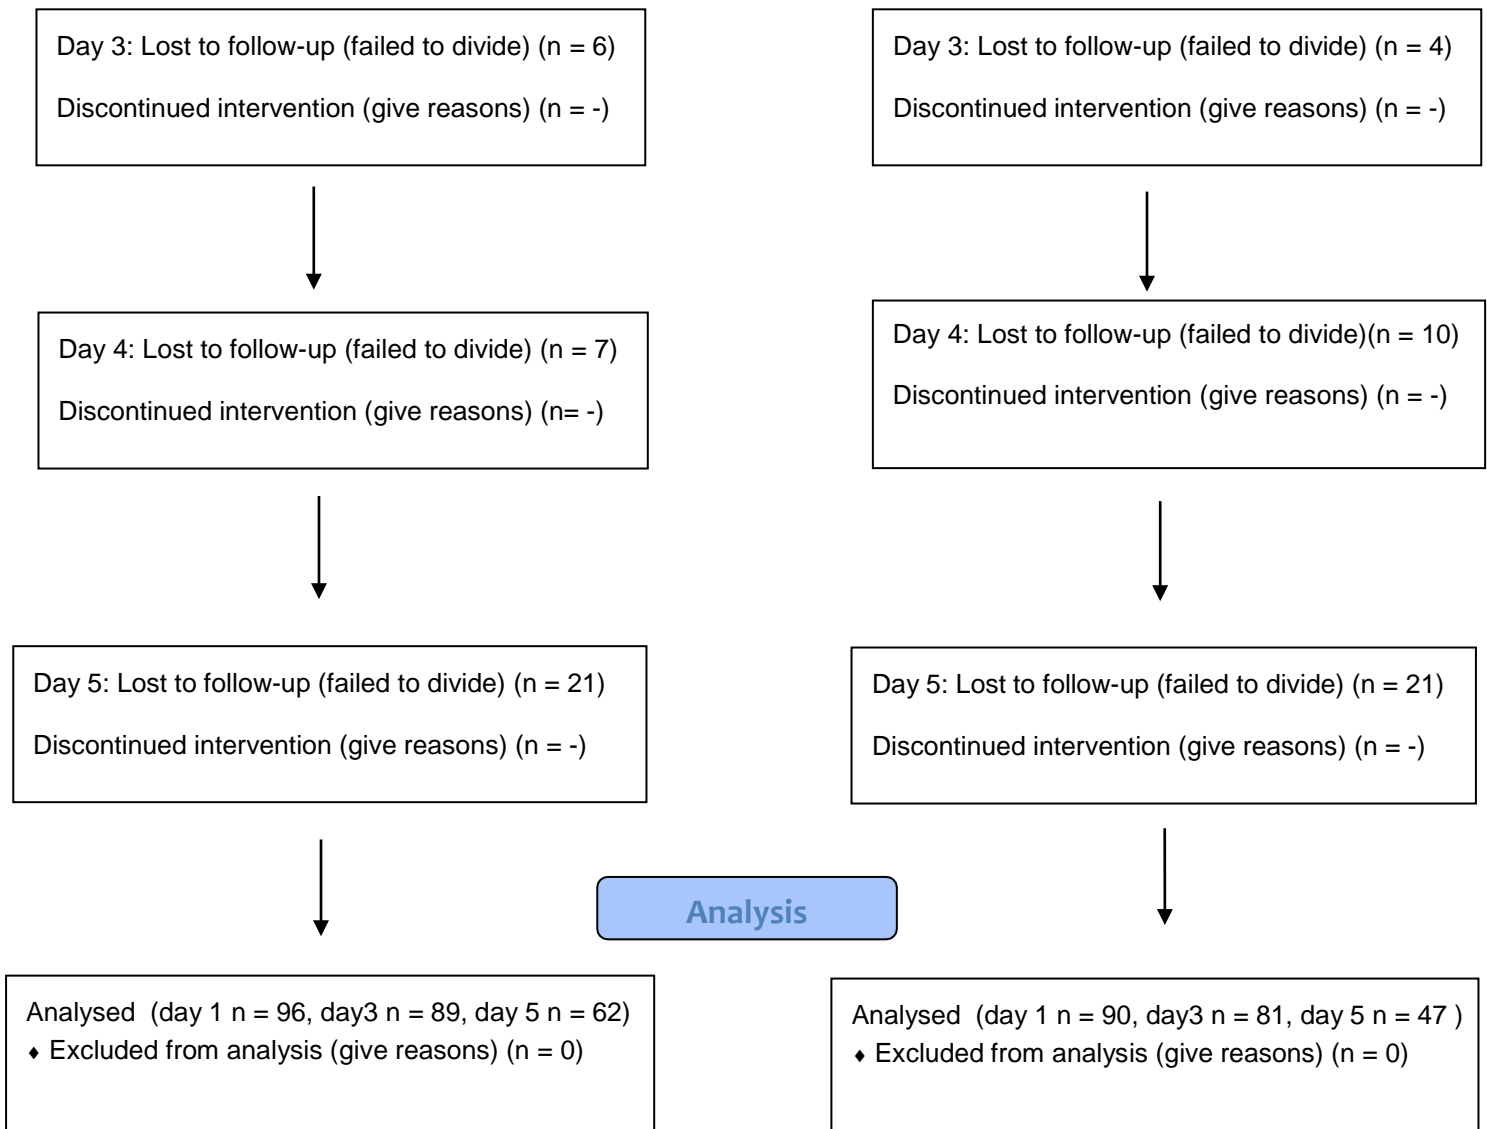 Day 3: Lost to follow-up (failed to divide) (n = 6)
Discontinued intervention (give reasons) (n = -)
Day 3: Lost to follow-up (failed to divide) (n = 4)
Discontinued intervention (give reasons) (n = -)
Day 4: Lost to follow-up (failed to divide) (n = 7)
Discontinued intervention (give reasons) (n= -)
Day 4: Lost to follow-up (failed to divide)(n = 10)
Discontinued intervention (give reasons) (n = -)
Day 5: Lost to follow-up (failed to divide) (n = 21)
Discontinued intervention (give reasons) (n = -)
Day 5: Lost to follow-up (failed to divide) (n = 21)
Discontinued intervention (give reasons) (n = -)
Analysis
Analysed (day 1 n = 96, day3 n = 89, day 5 n = 62)
♦ Excluded from analysis (give reasons) (n = 0)
Analysed (day 1 n = 90, day3 n = 81, day 5 n = 47 )
♦ Excluded from analysis (give reasons) (n = 0)